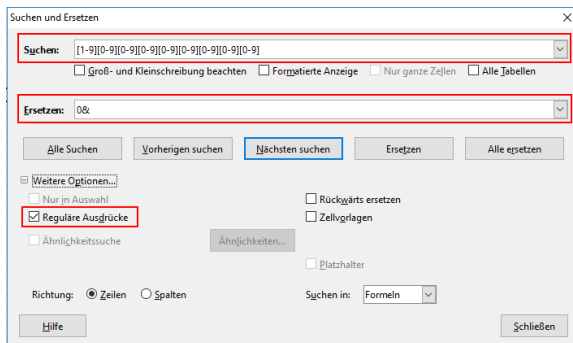 Suchen und Ersetzen
Suchen: [1-9][0-9][0-9][0-9][0-9][0-9][0-9][0-9][0-9]
Groß- und Kleinschreibung beachten Formatierte Anzeige Nur ganze Zellen Alle Tabellen
Ersetzen: 0&
Alle Suchen Vorherigen suchen Nächsten suchen Ersetzen Alle ersetzen
Weitere Optionen...
Nur in Auswahl Rückwärts ersetzen
Reguläre Ausdrücke Zellvorlagen
Ähnlichkeitssuche Ähnlichkeiten...
Platzhalter
Richtung: Zeilen Spalten Suchen in: Formeln
Hilfe Schließen